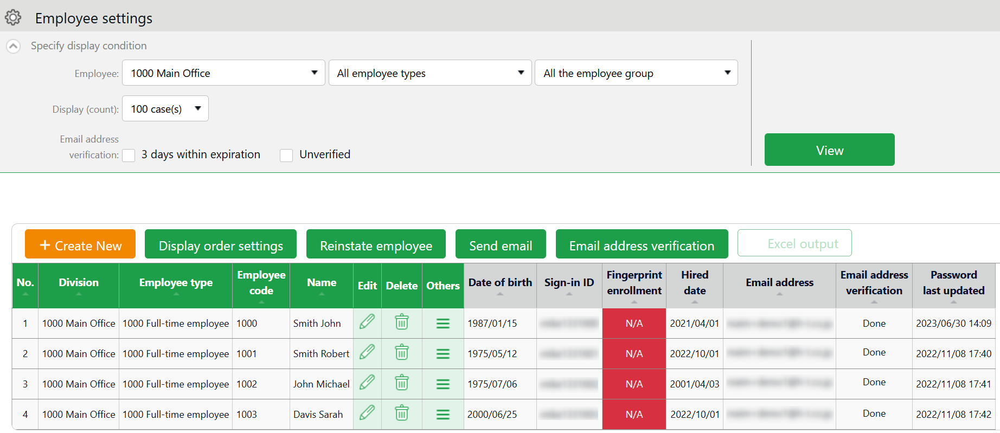 Employee settings
Specify display condition
Employee: 1000 Main Office All employee types All the employee group
Display (count): 100 case(s)
Email address
verification: 3 days within expiration Unverified
View
+ Create New Display order settings Reinstate employee Send email Email address verification Excel output
No. Division Employee type Employee code Name Edit Delete Others Date of birth Sign-in ID Fingerprint enrollment Hired date Email address Email address verification Password last updated
1 1000 Main Office 1000 Full-time employee 1000 Smith John 1987/01/15 N/A 2021/04/01 Done 2023/06/30 14:09
2 1000 Main Office 1000 Full-time employee 1001 Smith Robert 1975/05/12 N/A 2022/10/01 Done 2022/11/08 17:40
3 1000 Main Office 1000 Full-time employee 1002 John Michael 1975/07/06 N/A 2001/04/03 Done 2022/11/08 17:41
4 1000 Main Office 1000 Full-time employee 1003 Davis Sarah 2000/06/25 N/A 2022/10/01 Done 2022/11/08 17:42